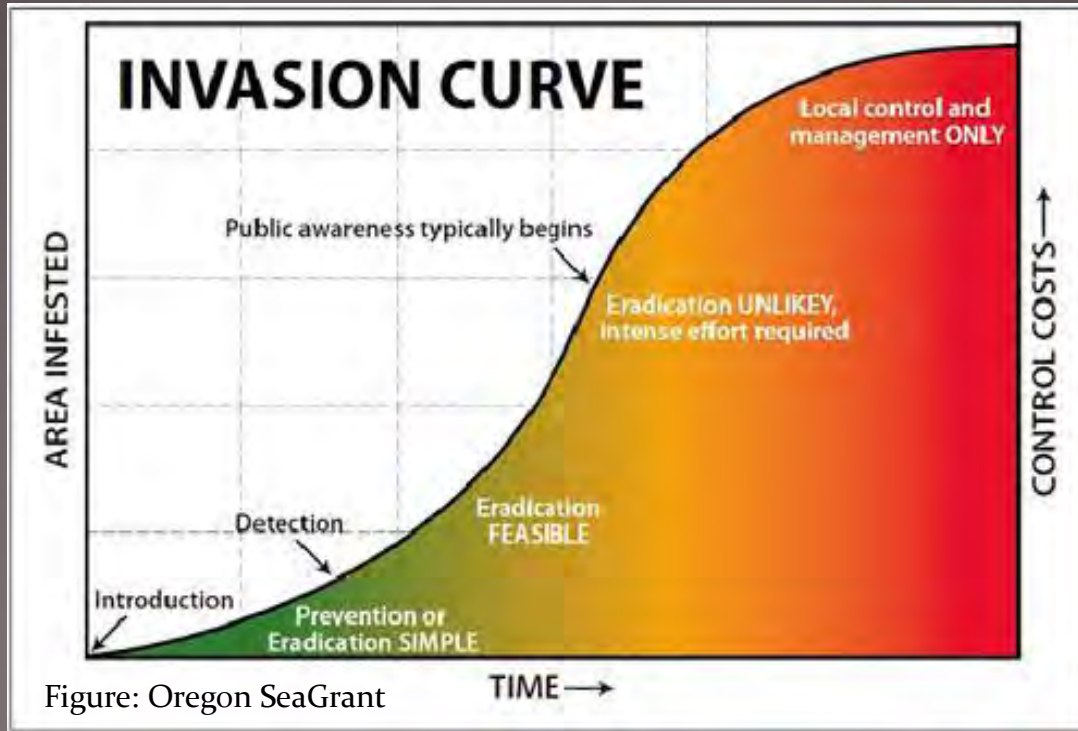 INVASION CURVE
Local control and
management ONLY
Public awareness typically begins
Eradication UNLIKEY,
intense effort required
Eradication
FEASIBLE
Detection
Introduction
Prevention or
Eradication SIMPLE
AREA INFESTED
CONTROL COSTS→
TIME→
Figure: Oregon SeaGrant